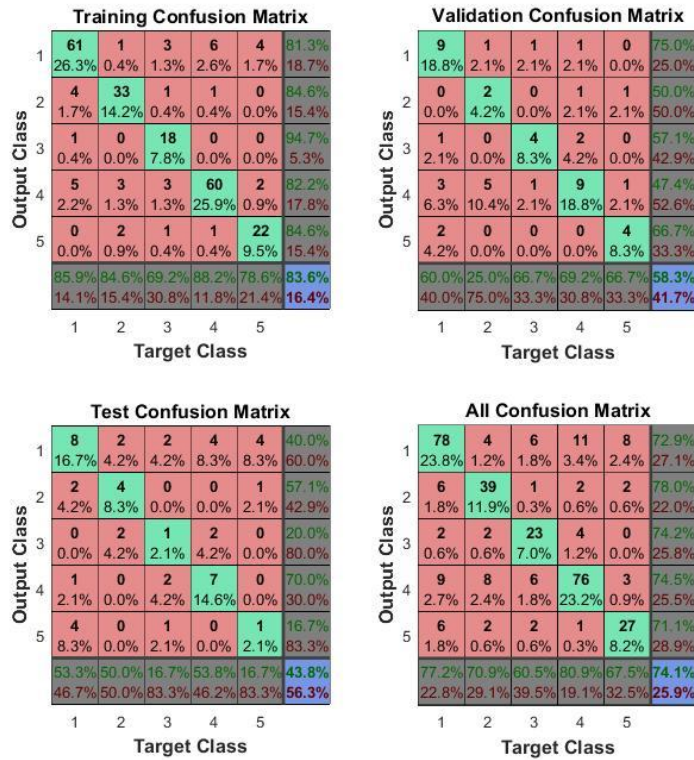 Training Confusion Matrix
Output Class
1
61 1 3 6 4 81.3%
26.3% 0.4% 1.3% 2.6% 1.7% 18.7%
2
4 33 1 1 0 84.6%
1.7% 14.2% 0.4% 0.4% 0.0% 15.4%
3
1 0 18 0 0 94.7%
0.4% 0.0% 7.8% 0.0% 0.0% 5.3%
4
5 3 3 60 2 82.2%
2.2% 1.3% 1.3% 25.9% 0.9% 17.8%
5
0 2 1 1 22 84.6%
0.0% 0.9% 0.4% 0.4% 9.5% 15.4%
85.9% 84.6% 69.2% 88.2% 78.6% 83.6%
14.1% 15.4% 30.8% 11.8% 21.4% 16.4%
1 2 3 4 5
Target Class
Validation Confusion Matrix
Output Class
1
9 1 1 1 0 75.0%
18.8% 2.1% 2.1% 2.1% 0.0% 25.0%
2
0 2 0 1 1 50.0%
0.0% 4.2% 0.0% 2.1% 2.1% 50.0%
3
1 0 4 2 0 57.1%
2.1% 0.0% 8.3% 4.2% 0.0% 42.9%
4
3 5 1 9 1 47.4%
6.3% 10.4% 2.1% 18.8% 2.1% 52.6%
5
2 0 0 0 4 66.7%
4.2% 0.0% 0.0% 0.0% 8.3% 33.3%
60.0% 25.0% 66.7% 69.2% 66.7% 58.3%
40.0% 75.0% 33.3% 30.8% 33.3% 41.7%
1 2 3 4 5
Target Class
Test Confusion Matrix
Output Class
1
8 2 2 4 4 40.0%
16.7% 4.2% 4.2% 8.3% 8.3% 60.0%
2
2 4 0 0 1 57.1%
4.2% 8.3% 0.0% 0.0% 2.1% 42.9%
3
0 2 1 2 0 20.0%
0.0% 4.2% 2.1% 4.2% 0.0% 80.0%
4
1 0 2 7 0 70.0%
2.1% 0.0% 4.2% 14.6% 0.0% 30.0%
5
4 0 1 0 1 16.7%
8.3% 0.0% 2.1% 0.0% 2.1% 83.3%
53.3% 50.0% 16.7% 53.8% 16.7% 43.8%
46.7% 50.0% 83.3% 46.2% 83.3% 56.3%
1 2 3 4 5
Target Class
All Confusion Matrix
Output Class
1
78 4 6 11 8 72.9%
23.8% 1.2% 1.8% 3.4% 2.4% 27.1%
2
6 39 1 2 2 78.0%
1.8% 11.9% 0.3% 0.6% 0.6% 22.0%
3
2 2 23 4 0 74.2%
0.6% 0.6% 7.0% 1.2% 0.0% 25.8%
4
9 8 6 76 3 74.5%
2.7% 2.4% 1.8% 23.2% 0.9% 25.5%
5
6 2 2 1 27 71.1%
1.8% 0.6% 0.6% 0.3% 8.2% 28.9%
77.2% 70.9% 60.5% 80.9% 67.5% 74.1%
22.8% 29.1% 39.5% 19.1% 32.5% 25.9%
1 2 3 4 5
Target Class